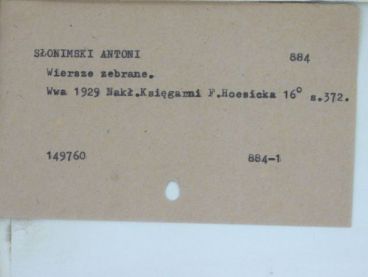 SŁONIMSKI ANTONI 884
Wiersze zebrane.
Wwa 1929 Nakł.Księgarni F.Hoesicka 16° s.372.
149760 884-1